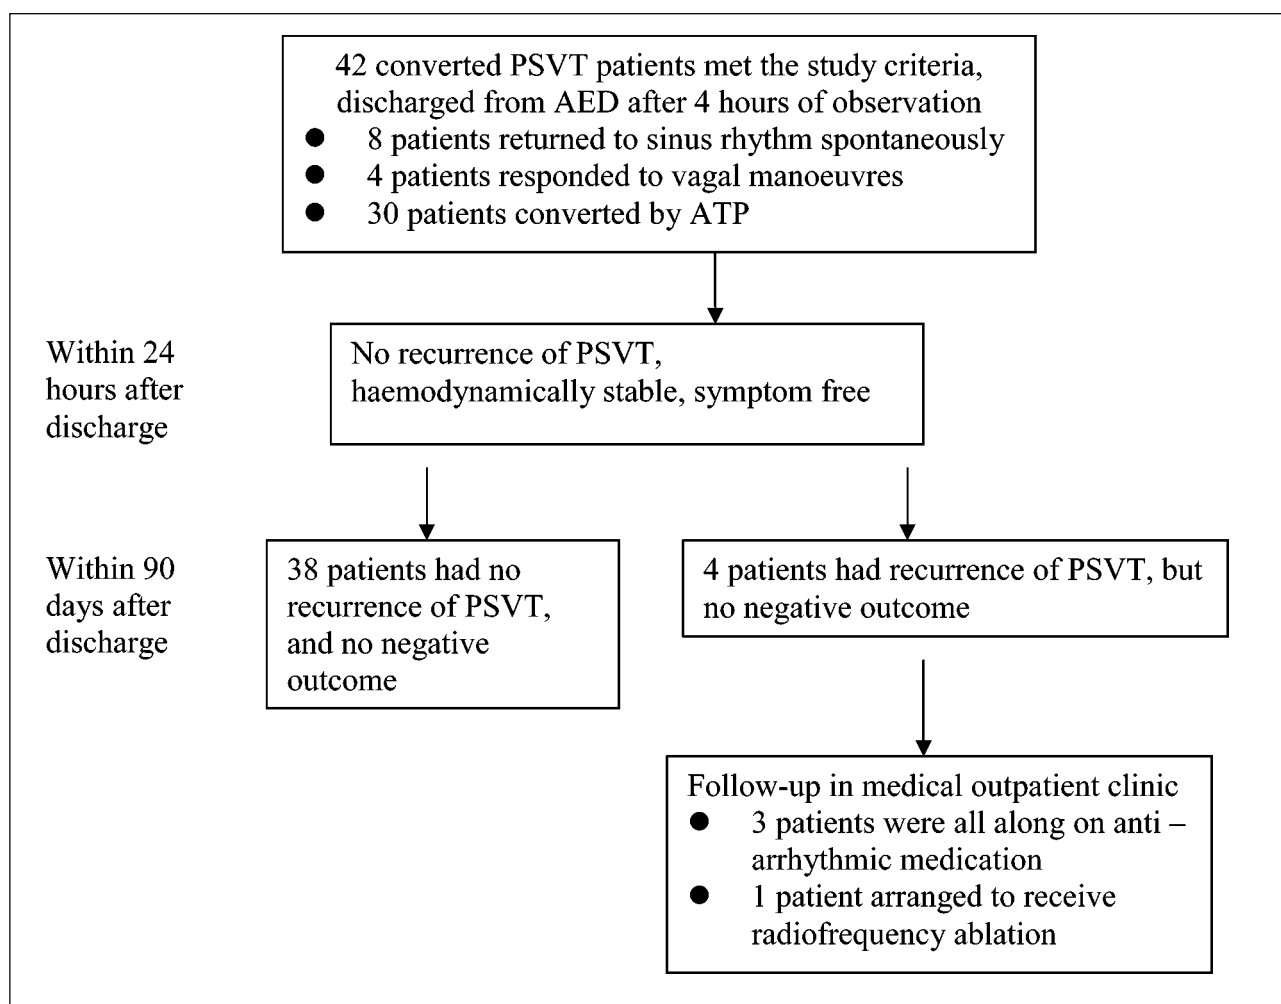 42 converted PSVT patients met the study criteria,
discharged from AED after 4 hours of observation
● 8 patients returned to sinus rhythm spontaneously
● 4 patients responded to vagal manoeuvres
● 30 patients converted by ATP
Within 24
hours after
discharge
No recurrence of PSVT,
haemodynamically stable, symptom free
Within 90
days after
discharge
38 patients had no
recurrence of PSVT,
and no negative
outcome
4 patients had recurrence of PSVT, but
no negative outcome
Follow-up in medical outpatient clinic
● 3 patients were all along on anti –
arrhythmic medication
● 1 patient arranged to receive
radiofrequency ablation